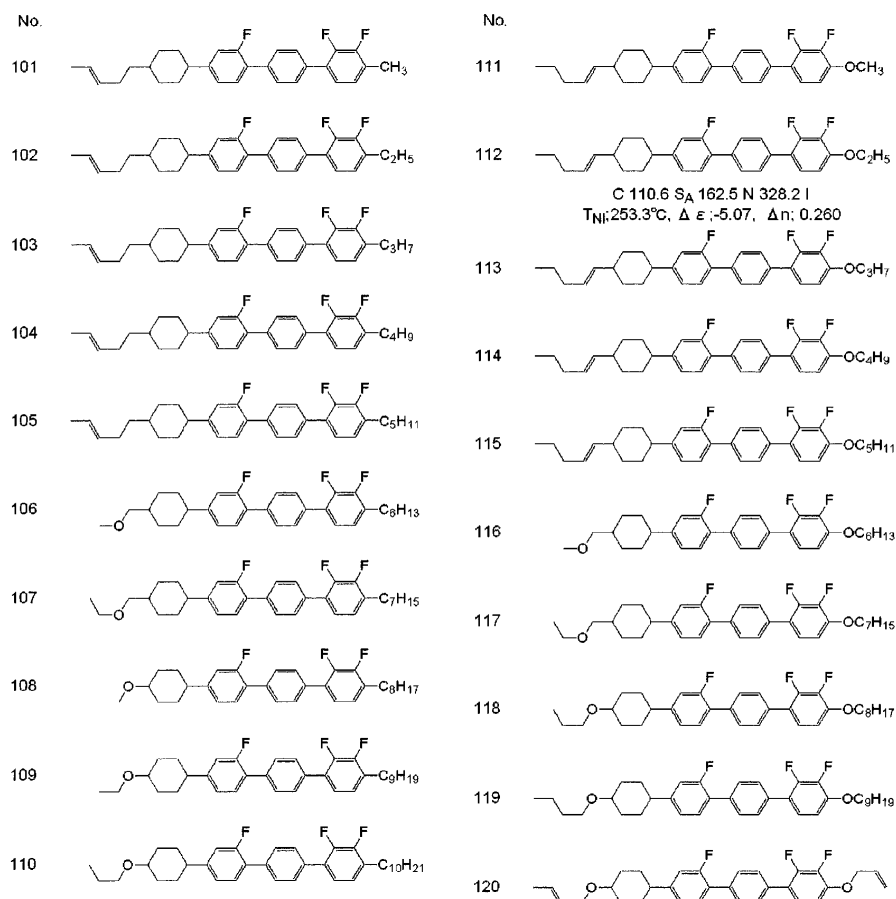 No.
101
F
F F
CH3
102
F
F F
C2H5
103
F
F F
C3H7
104
F
F F
C4H9
105
F
F F
C5H11
106
O
F
F F
C6H13
107
O
F
F F
C7H15
108
O
F
F F
C8H17
109
O
F
F F
C9H19
110
O
F
F F
C10H21
No.
111
F
F F
OCH3
112
F
F F
OC2H5
C 110.6 SA 162.5 N 328.2 I
TNI;253.3℃, Δ ε ;-5.07, Δn; 0.260
113
F
F F
OC3H7
114
F
F F
OC4H9
115
F
F F
OC5H11
116
O
F
F F
OC6H13
117
O
F
F F
OC7H15
118
O
F
F F
OC8H17
119
O
F
F F
OC9H19
120
O
F
F F
O